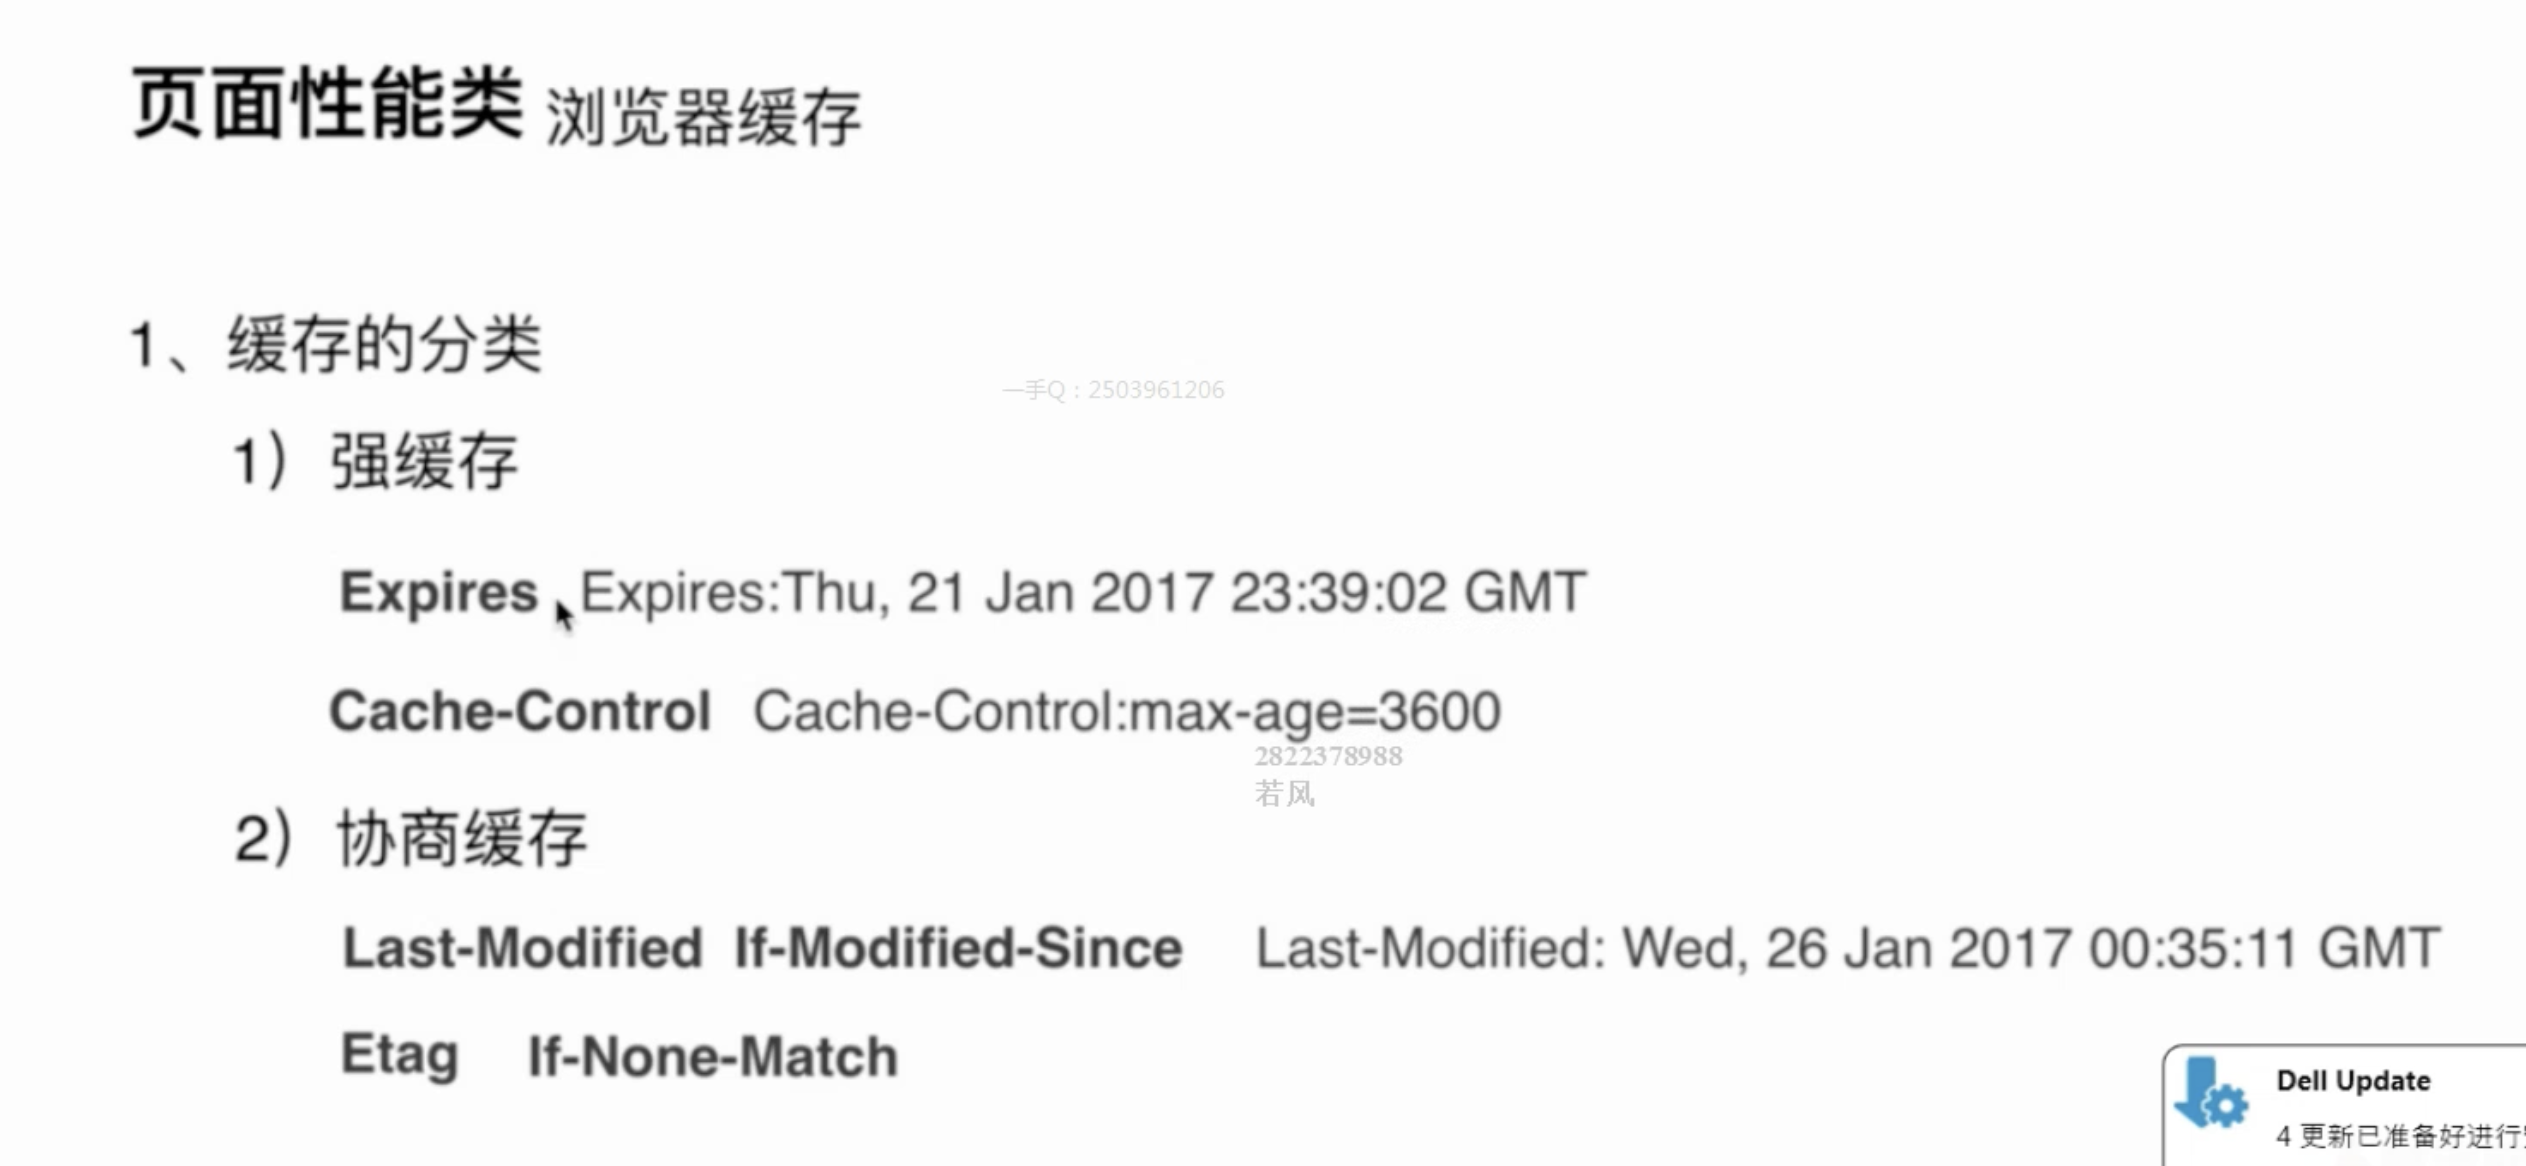 页面性能类 浏览器缓存
1、缓存的分类
一手Q：2503961206
1）强缓存
Expires Expires:Thu, 21 Jan 2017 23:39:02 GMT
Cache-Control Cache-Control:max-age=3600
2822378988
若风
2）协商缓存
Last-Modified If-Modified-Since Last-Modified: Wed, 26 Jan 2017 00:35:11 GMT
Etag If-None-Match
Dell Update
4 更新已准备好进行